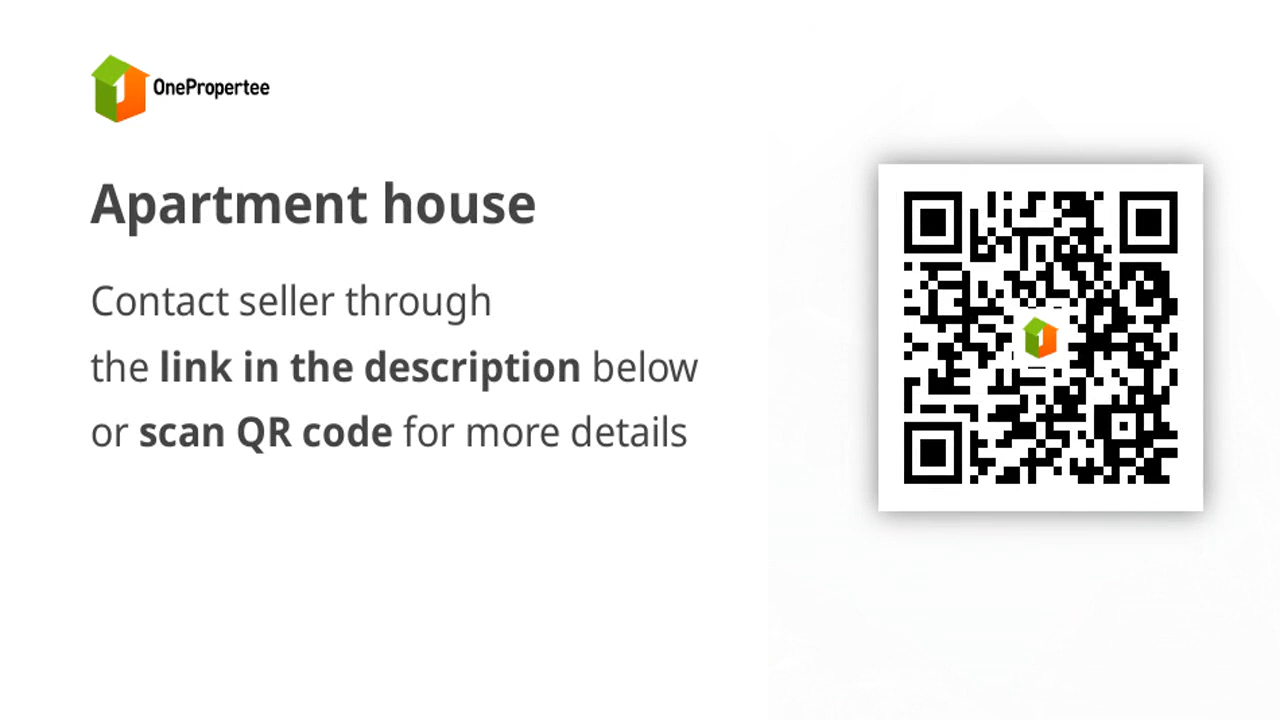 OnePropertee
Apartment house
Contact seller through
the link in the description below
or scan QR code for more details